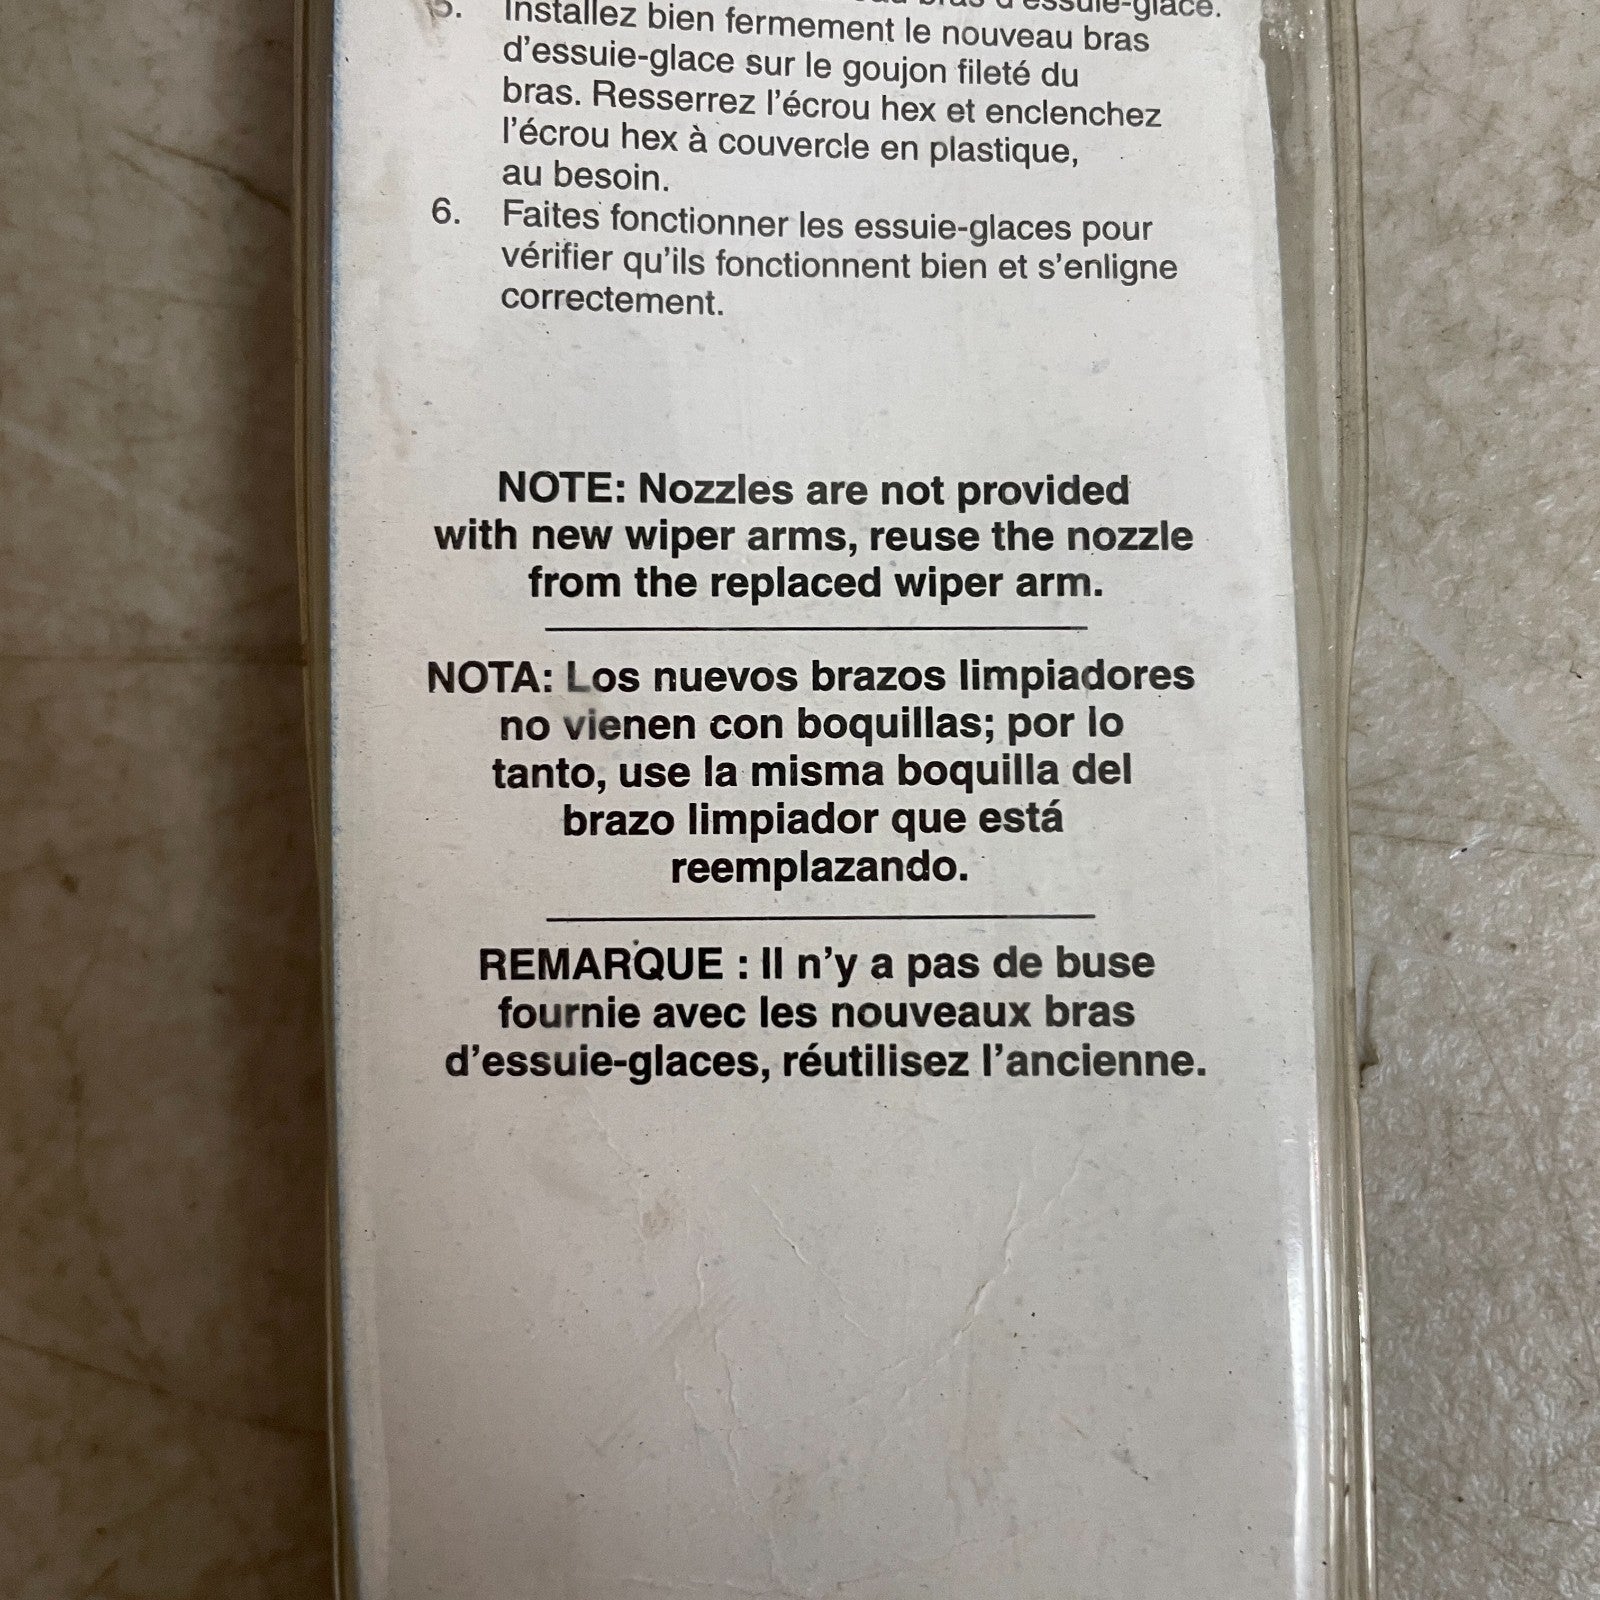 bras d'essuie-glace.
5. Installez bien fermement le nouveau bras
d'essuie-glace sur le goujon fileté du
bras. Resserrez l'écrou hex et enclenchez
l'écrou hex à couvercle en plastique,
au besoin.
6. Faites fonctionner les essuie-glaces pour
vérifier qu'ils fonctionnent bien et s'enligne
correctement.
NOTE: Nozzles are not provided
with new wiper arms, reuse the nozzle
from the replaced wiper arm.
NOTA: Los nuevos brazos limpiadores
no vienen con boquillas; por lo
tanto, use la misma boquilla del
brazo limpiador que está
reemplazando.
REMARQUE : Il n'y a pas de buse
fournie avec les nouveaux bras
d'essuie-glaces, réutilisez l'ancienne.